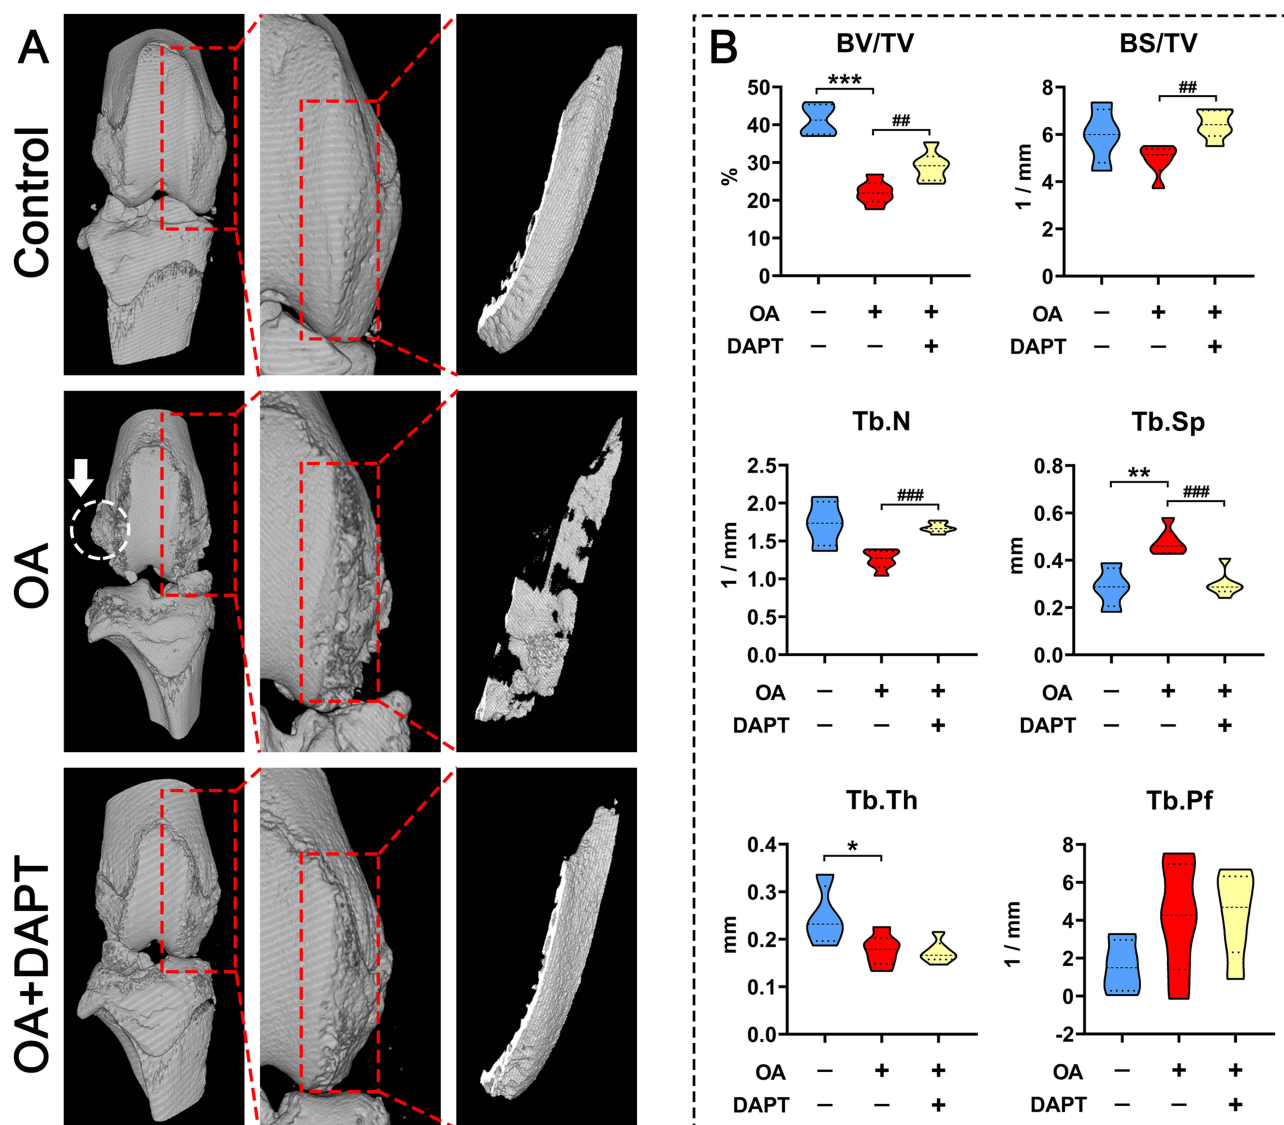 A
Control
OA
OA+DAPT
B
BV/TV
50
40
30
20
10
0
%
***
##
OA − + +
DAPT − − +
BS/TV
8
6
4
2
0
1 / mm
##
OA − + +
DAPT − − +
Tb.N
2.5
2.0
1.5
1.0
0.5
0.0
1 / mm
###
OA − + +
DAPT − − +
Tb.Sp
0.8
0.6
0.4
0.2
0.0
mm
**
###
OA − + +
DAPT − − +
Tb.Th
0.4
0.3
0.2
0.1
0.0
mm
*
OA − + +
DAPT − − +
Tb.Pf
8
6
4
2
0
-2
1 / mm
OA − + +
DAPT − − +